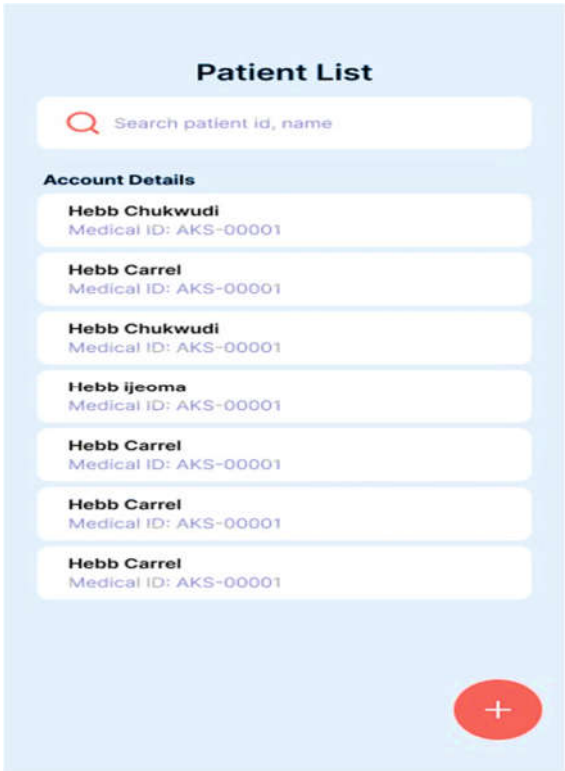 Patient List
Search patient id, name
Account Details
Hebb Chukwudi
Medical ID: AKS-00001
Hebb Carrel
Medical ID: AKS-00001
Hebb Chukwudi
Medical ID: AKS-00001
Hebb ijeoma
Medical ID: AKS-00001
Hebb Carrel
Medical ID: AKS-00001
Hebb Carrel
Medical ID: AKS-00001
Hebb Carrel
Medical ID: AKS-00001
+